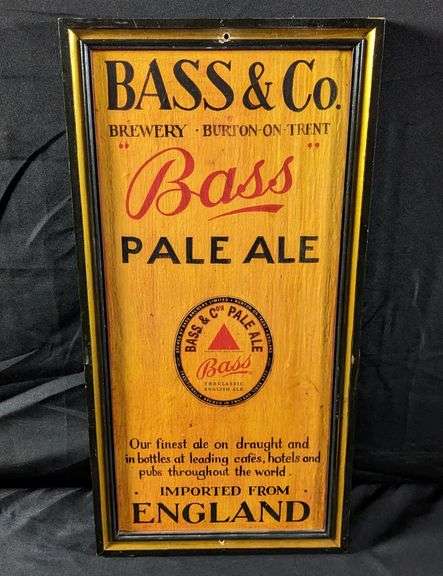 BASS & Co.
BREWERY · BURTON-ON-TRENT
"Bass"
PALE ALE
BASS & Co's PALE ALE
Bass
THE CLASSIC
ENGLISH ALE
Our finest ale on draught and
in bottles at leading cafés, hotels and
pubs throughout the world.
· IMPORTED FROM ·
ENGLAND